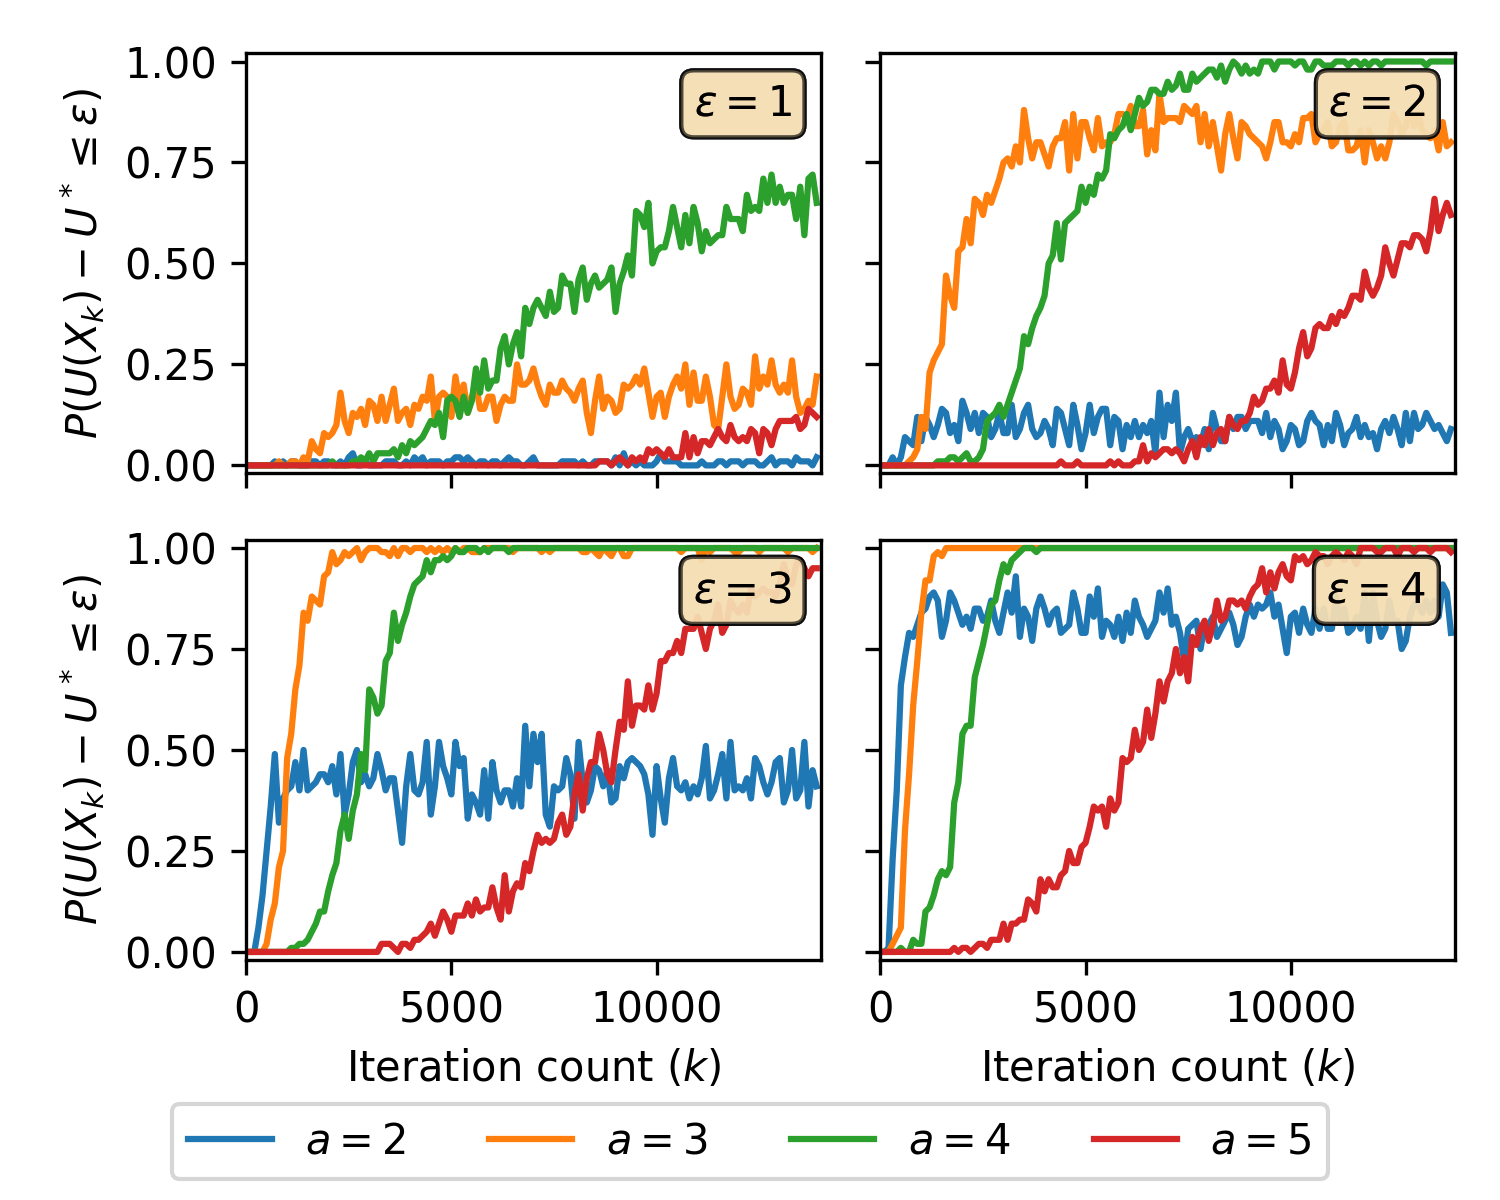 P(U(X_k) − U* ≤ ε)
1.00
0.75
0.50
0.25
0.00
ε = 1
ε = 2
P(U(X_k) − U* ≤ ε)
1.00
0.75
0.50
0.25
0.00
ε = 3
ε = 4
0 5000 10000
0 5000 10000
Iteration count (k)
Iteration count (k)
a = 2 a = 3 a = 4 a = 5